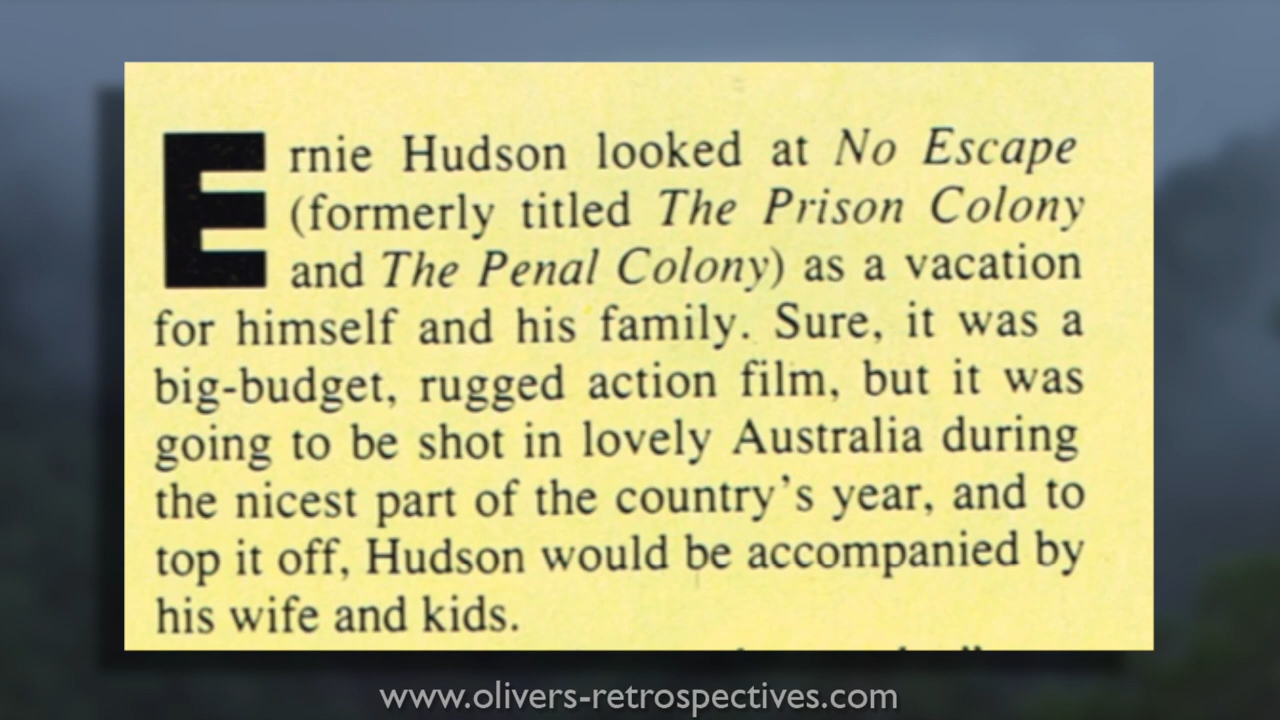 Ernie Hudson looked at No Escape
(formerly titled The Prison Colony
and The Penal Colony) as a vacation
for himself and his family. Sure, it was a
big-budget, rugged action film, but it was
going to be shot in lovely Australia during
the nicest part of the country's year, and to
top it off, Hudson would be accompanied by
his wife and kids.
www.olivers-retrospectives.com